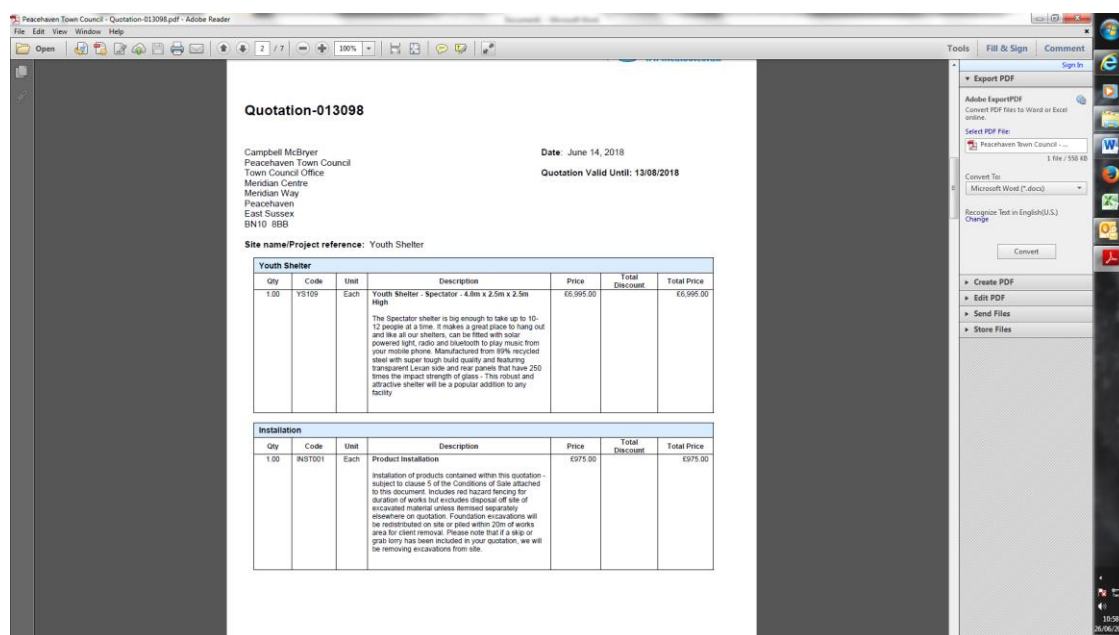 Peacehaven Town Council - Quotation-013098.pdf - Adobe Reader
File Edit View Window Help
Open
2 / 7
100%
Tools
Fill & Sign
Comment
Sign In
Export PDF
Adobe ExportPDF
Convert PDF files to Word or Excel
online.
Select PDF File:
Peacehaven Town Council - ...
1 file / 558 KB
Convert To:
Microsoft Word (*.docx)
Recognize Text in English(U.S.)
Change
Convert
Create PDF
Edit PDF
Send Files
Store Files
Quotation-013098
Campbell McBryer
Peacehaven Town Council
Town Council Office
Meridian Centre
Meridian Way
Peacehaven
East Sussex
BN10 8BB
Date: June 14, 2018
Quotation Valid Until: 13/08/2018
Site name/Project reference: Youth Shelter
Youth Shelter
Qty Code Unit Description Price Total Discount Total Price
1.00 YS109 Each Youth Shelter - Spectator - 4.0m x 2.5m x 2.5m £6,995.00 £6,995.00
High
The Spectator shelter is big enough to take up to 10-
12 people at a time. It makes a great place to hang out
and like all our shelters, can be fitted with solar
powered light, radio and bluetooth to play music from
your mobile phone. Manufactured from 89% recycled
steel with super tough build quality and featuring
transparent Lexan side and rear panels that have 250
times the impact strength of glass - This robust and
attractive shelter will be a popular addition to any
facility
Installation
Qty Code Unit Description Price Total Discount Total Price
1.00 INST001 Each Product Installation £975.00 £975.00
Installation of products contained within this quotation -
subject to clause 5 of the Conditions of Sale attached
to this document. Includes red hazard fencing for
duration of works but excludes disposal off site of
excavated material unless itemised separately
elsewhere on quotation. Foundation excavations will
be redistributed on site or piled within 20m of works
area for client removal. Please note that if a skip or
grab lorry has been included in your quotation, we will
be removing excavations from site.
10:58